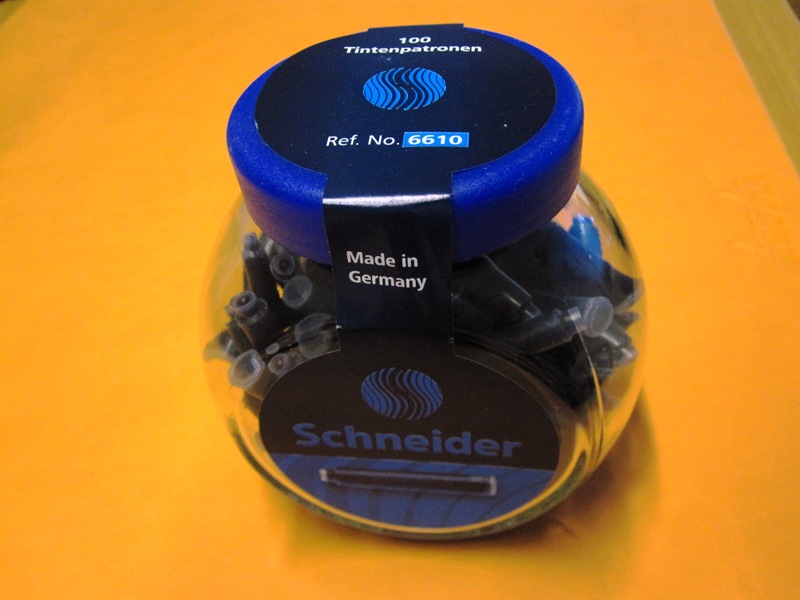 100
Tintenpatronen
Ref. No. 6610
Made in
Germany
Schneider